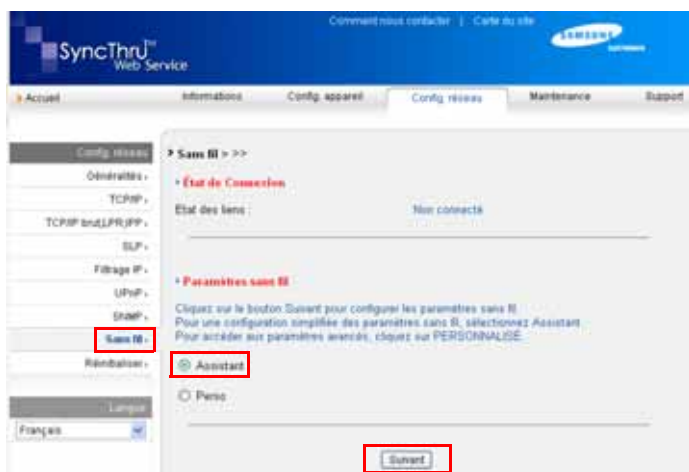 Comment nous contacter | Carte du site
SyncThru™
Web Service
SAMSUNG
ELECTRONICS
Accueil
Informations
Config. appareil
Config. réseau
Maintenance
Support
Config. réseau
Généralités
TCP/IP
TCP/IP brut,LPR,IPP
SLP
Filtrage IP
UPnP
SNMP
Sans fil
Réinitialiser
Langue
Français
Sans fil > >>
État de Connexion
Etat des liens :
Non connecté
Paramètres sans fil
Cliquez sur le bouton Suivant pour configurer les paramètres sans fil.
Pour une configuration simplifiée des paramètres sans fil, sélectionnez Assistant.
Pour accéder aux paramètres avancés, cliquez sur PERSONNALISÉ.
Assistant
Perso
Suivant